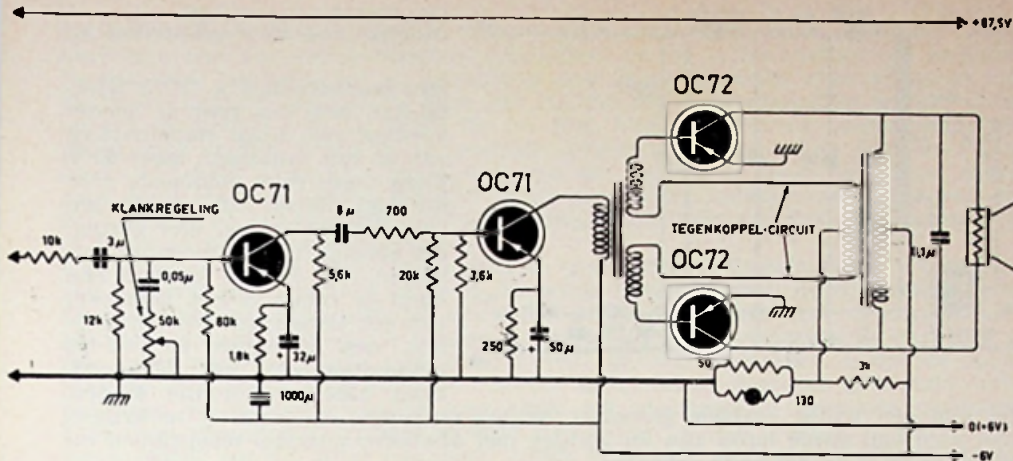 +87,5V
OC72
OC71
OC71
KLANKREGELING
8μ
700
10k
3μ
TEGENKOPPEL-CIRCUIT
OC72
0,05μ
5,6k
20k
3,6k
12k
50k
80k
1,8k
+
32μ
250
+
50μ
50
3k
130
1000μ
0(+6V)
-6V